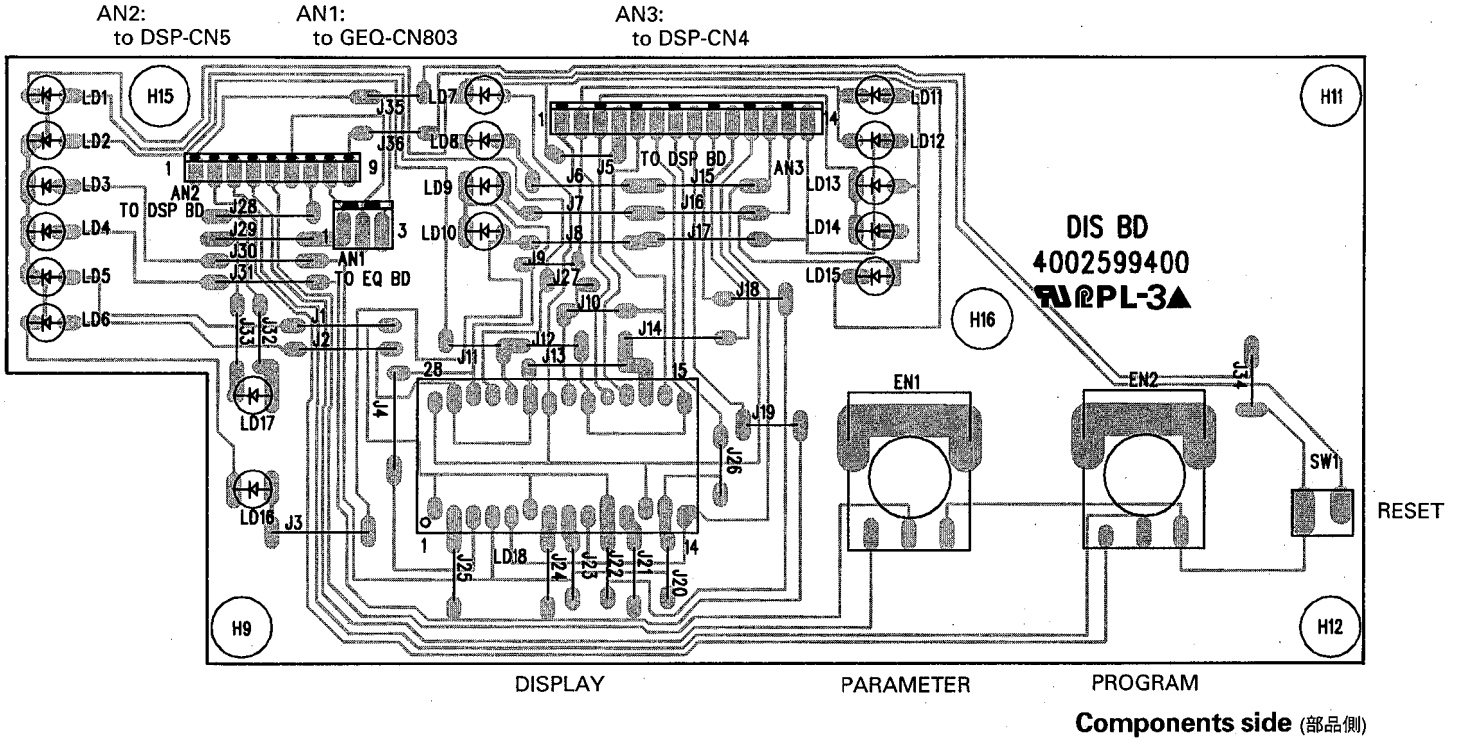 AN2:
to DSP-CN5
AN1:
to GEQ-CN803
AN3:
to DSP-CN4
LD1
H15
J35
LD7
1
14
LD11
H11
LD2
J36
LD8
LD12
1
9
J5
TO DSP BD
AN3
LD3
AN2
LD9
J6
J15
LD13
TO DSP BD
J28
J7
J16
LD4
J29
1
3
LD10
J8
J17
LD14
DIS BD
J30
AN1
J9
4002599400
LD5
J31
TO EQ BD
J27
LD15
PL-3
J18
LD6
J1
J10
H16
J33
J32
J2
J12
J14
J11
J13
J34
28
15
EN1
EN2
J4
LD17
J19
J26
SW1
LD16
J3
RESET
1
LD18
14
J25
J24
J23
J22
J21
J20
H9
H12
DISPLAY
PARAMETER
PROGRAM
Components side (部品側)